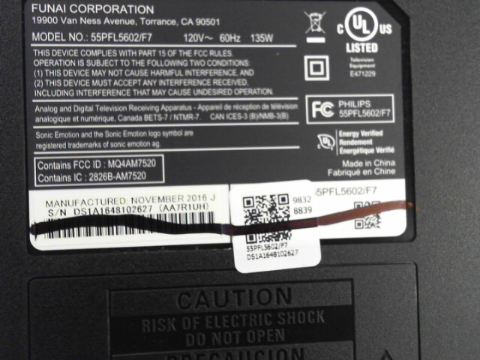 FUNAI CORPORATION
19900 Van Ness Avenue, Torrance, CA 90501
MODEL NO.: 55PFL5602/F7 120V~ 60Hz 135W
THIS DEVICE COMPLIES WITH PART 15 OF THE FCC RULES.
OPERATION IS SUBJECT TO THE FOLLOWING TWO CONDITIONS:
(1) THIS DEVICE MAY NOT CAUSE HARMFUL INTERFERENCE, AND
(2) THIS DEVICE MUST ACCEPT ANY INTERFERENCE RECEIVED,
INCLUDING INTERFERENCE THAT MAY CAUSE UNDESIRED OPERATION.
C UL US
LISTED
Television
Equipment
E471229
Analog and Digital Television Receiving Apparatus - Appareil de réception de télévision
analogique et numérique, Canada BETS-7 / NTMR-7. CAN ICES-3 (B)/NMB-3(B)
FC PHILIPS
55PFL5602/F7
Sonic Emotion and the Sonic Emotion logo symbol are
registered trademarks of sonic emotion ag.
UL Energy Verified
Rendement Énergétique Vérifié
Contains FCC ID : MQ4AM7520
Contains IC : 2826B-AM7520
Made in China
Fabriqué en China
MANUFACTURED: NOVEMBER 2016 J
S/N DS1A1648102627 (AA7R1UH)
9832
8839
55PFL5602/F7
55PFL5602/F7
DS1A1648102627
CAUTION
RISK OF ELECTRIC SHOCK
DO NOT OPEN
PRECAUTION